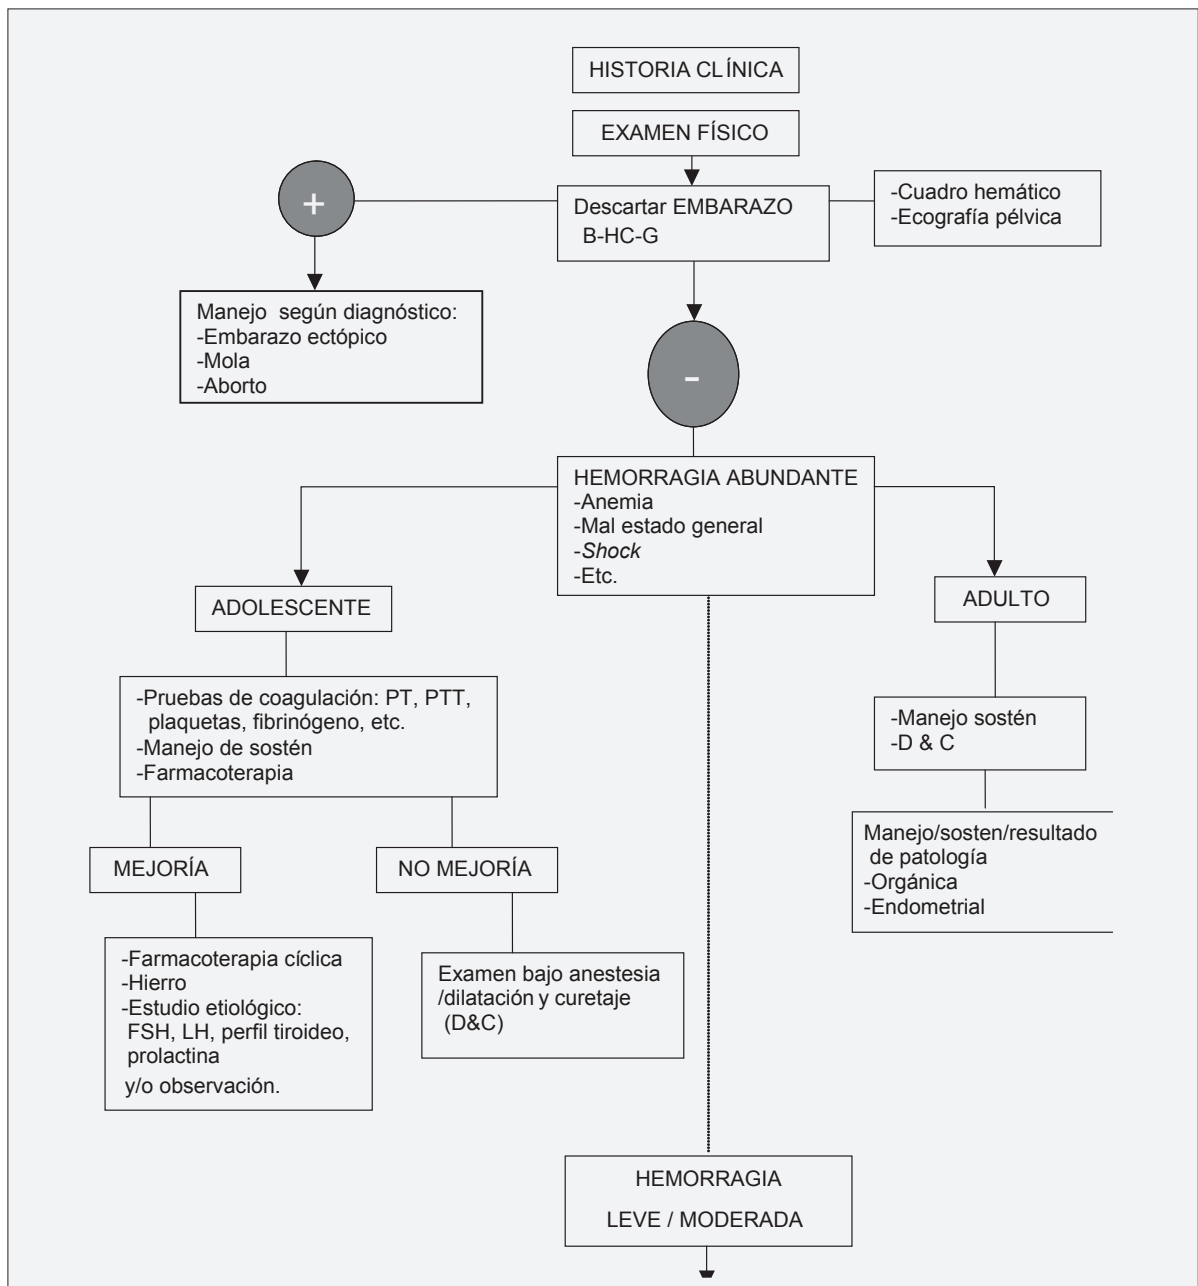 HISTORIA CLÍNICA
EXAMEN FÍSICO
+
Descartar EMBARAZO
B-HC-G
-Cuadro hemático
-Ecografía pélvica
Manejo según diagnóstico:
-Embarazo ectópico
-Mola
-Aborto
-
HEMORRAGIA ABUNDANTE
-Anemia
-Mal estado general
-Shock
-Etc.
ADOLESCENTE
ADULTO
-Pruebas de coagulación: PT, PTT,
plaquetas, fibrinógeno, etc.
-Manejo de sostén
-Farmacoterapia
-Manejo sostén
-D & C
MEJORÍA
NO MEJORÍA
Manejo/sosten/resultado
de patología
-Orgánica
-Endometrial
-Farmacoterapia cíclica
-Hierro
-Estudio etiológico:
FSH, LH, perfil tiroideo,
prolactina
y/o observación.
Examen bajo anestesia
/dilatación y curetaje
(D&C)
HEMORRAGIA
LEVE / MODERADA